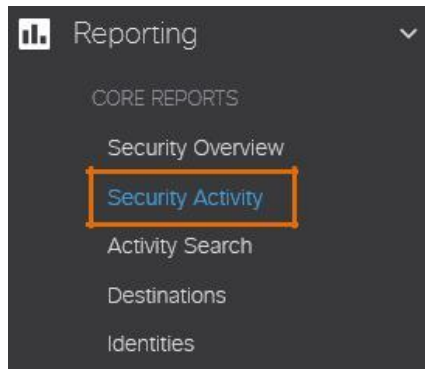 Reporting
CORE REPORTS
Security Overview
Security Activity
Activity Search
Destinations
Identities